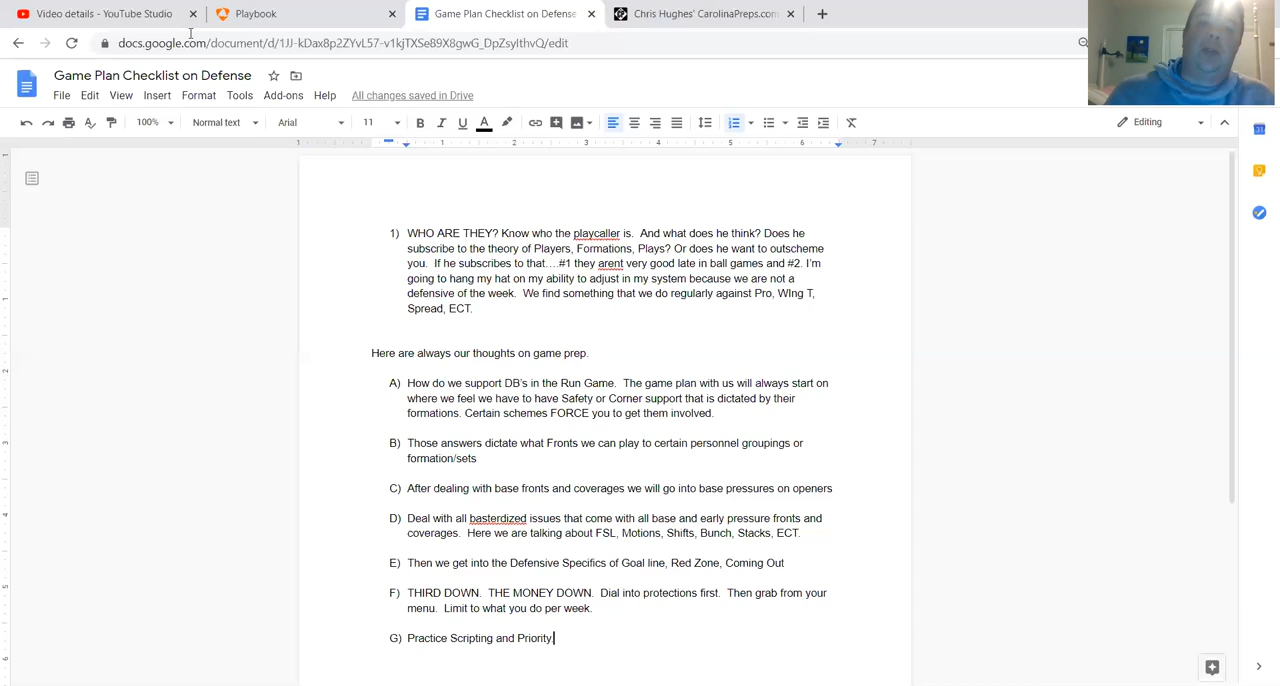 Video details - YouTube Studio
Playbook
Game Plan Checklist on Defense
Chris Hughes' CarolinaPreps.com
docs.google.com/document/d/1JJ-kDax8p2ZYvL57-v1kjTXSe89X8gwG_DpZsyIthvQ/edit
Game Plan Checklist on Defense
File Edit View Insert Format Tools Add-ons Help All changes saved in Drive
100% Normal text Arial 11 B I U A Editing
1 1 2 3 4 5 6 7
1) WHO ARE THEY? Know who the playcaller is. And what does he think? Does he
subscribe to the theory of Players, Formations, Plays? Or does he want to outscheme
you. If he subscribes to that....#1 they arent very good late in ball games and #2. I'm
going to hang my hat on my ability to adjust in my system because we are not a
defensive of the week. We find something that we do regularly against Pro, WIng T,
Spread, ECT.
Here are always our thoughts on game prep.
A) How do we support DB's in the Run Game. The game plan with us will always start on
where we feel we have to have Safety or Corner support that is dictated by their
formations. Certain schemes FORCE you to get them involved.
B) Those answers dictate what Fronts we can play to certain personnel groupings or
formation/sets
C) After dealing with base fronts and coverages we will go into base pressures on openers
D) Deal with all basterdized issues that come with all base and early pressure fronts and
coverages. Here we are talking about FSL, Motions, Shifts, Bunch, Stacks, ECT.
E) Then we get into the Defensive Specifics of Goal line, Red Zone, Coming Out
F) THIRD DOWN. THE MONEY DOWN. Dial into protections first. Then grab from your
menu. Limit to what you do per week.
G) Practice Scripting and Priority